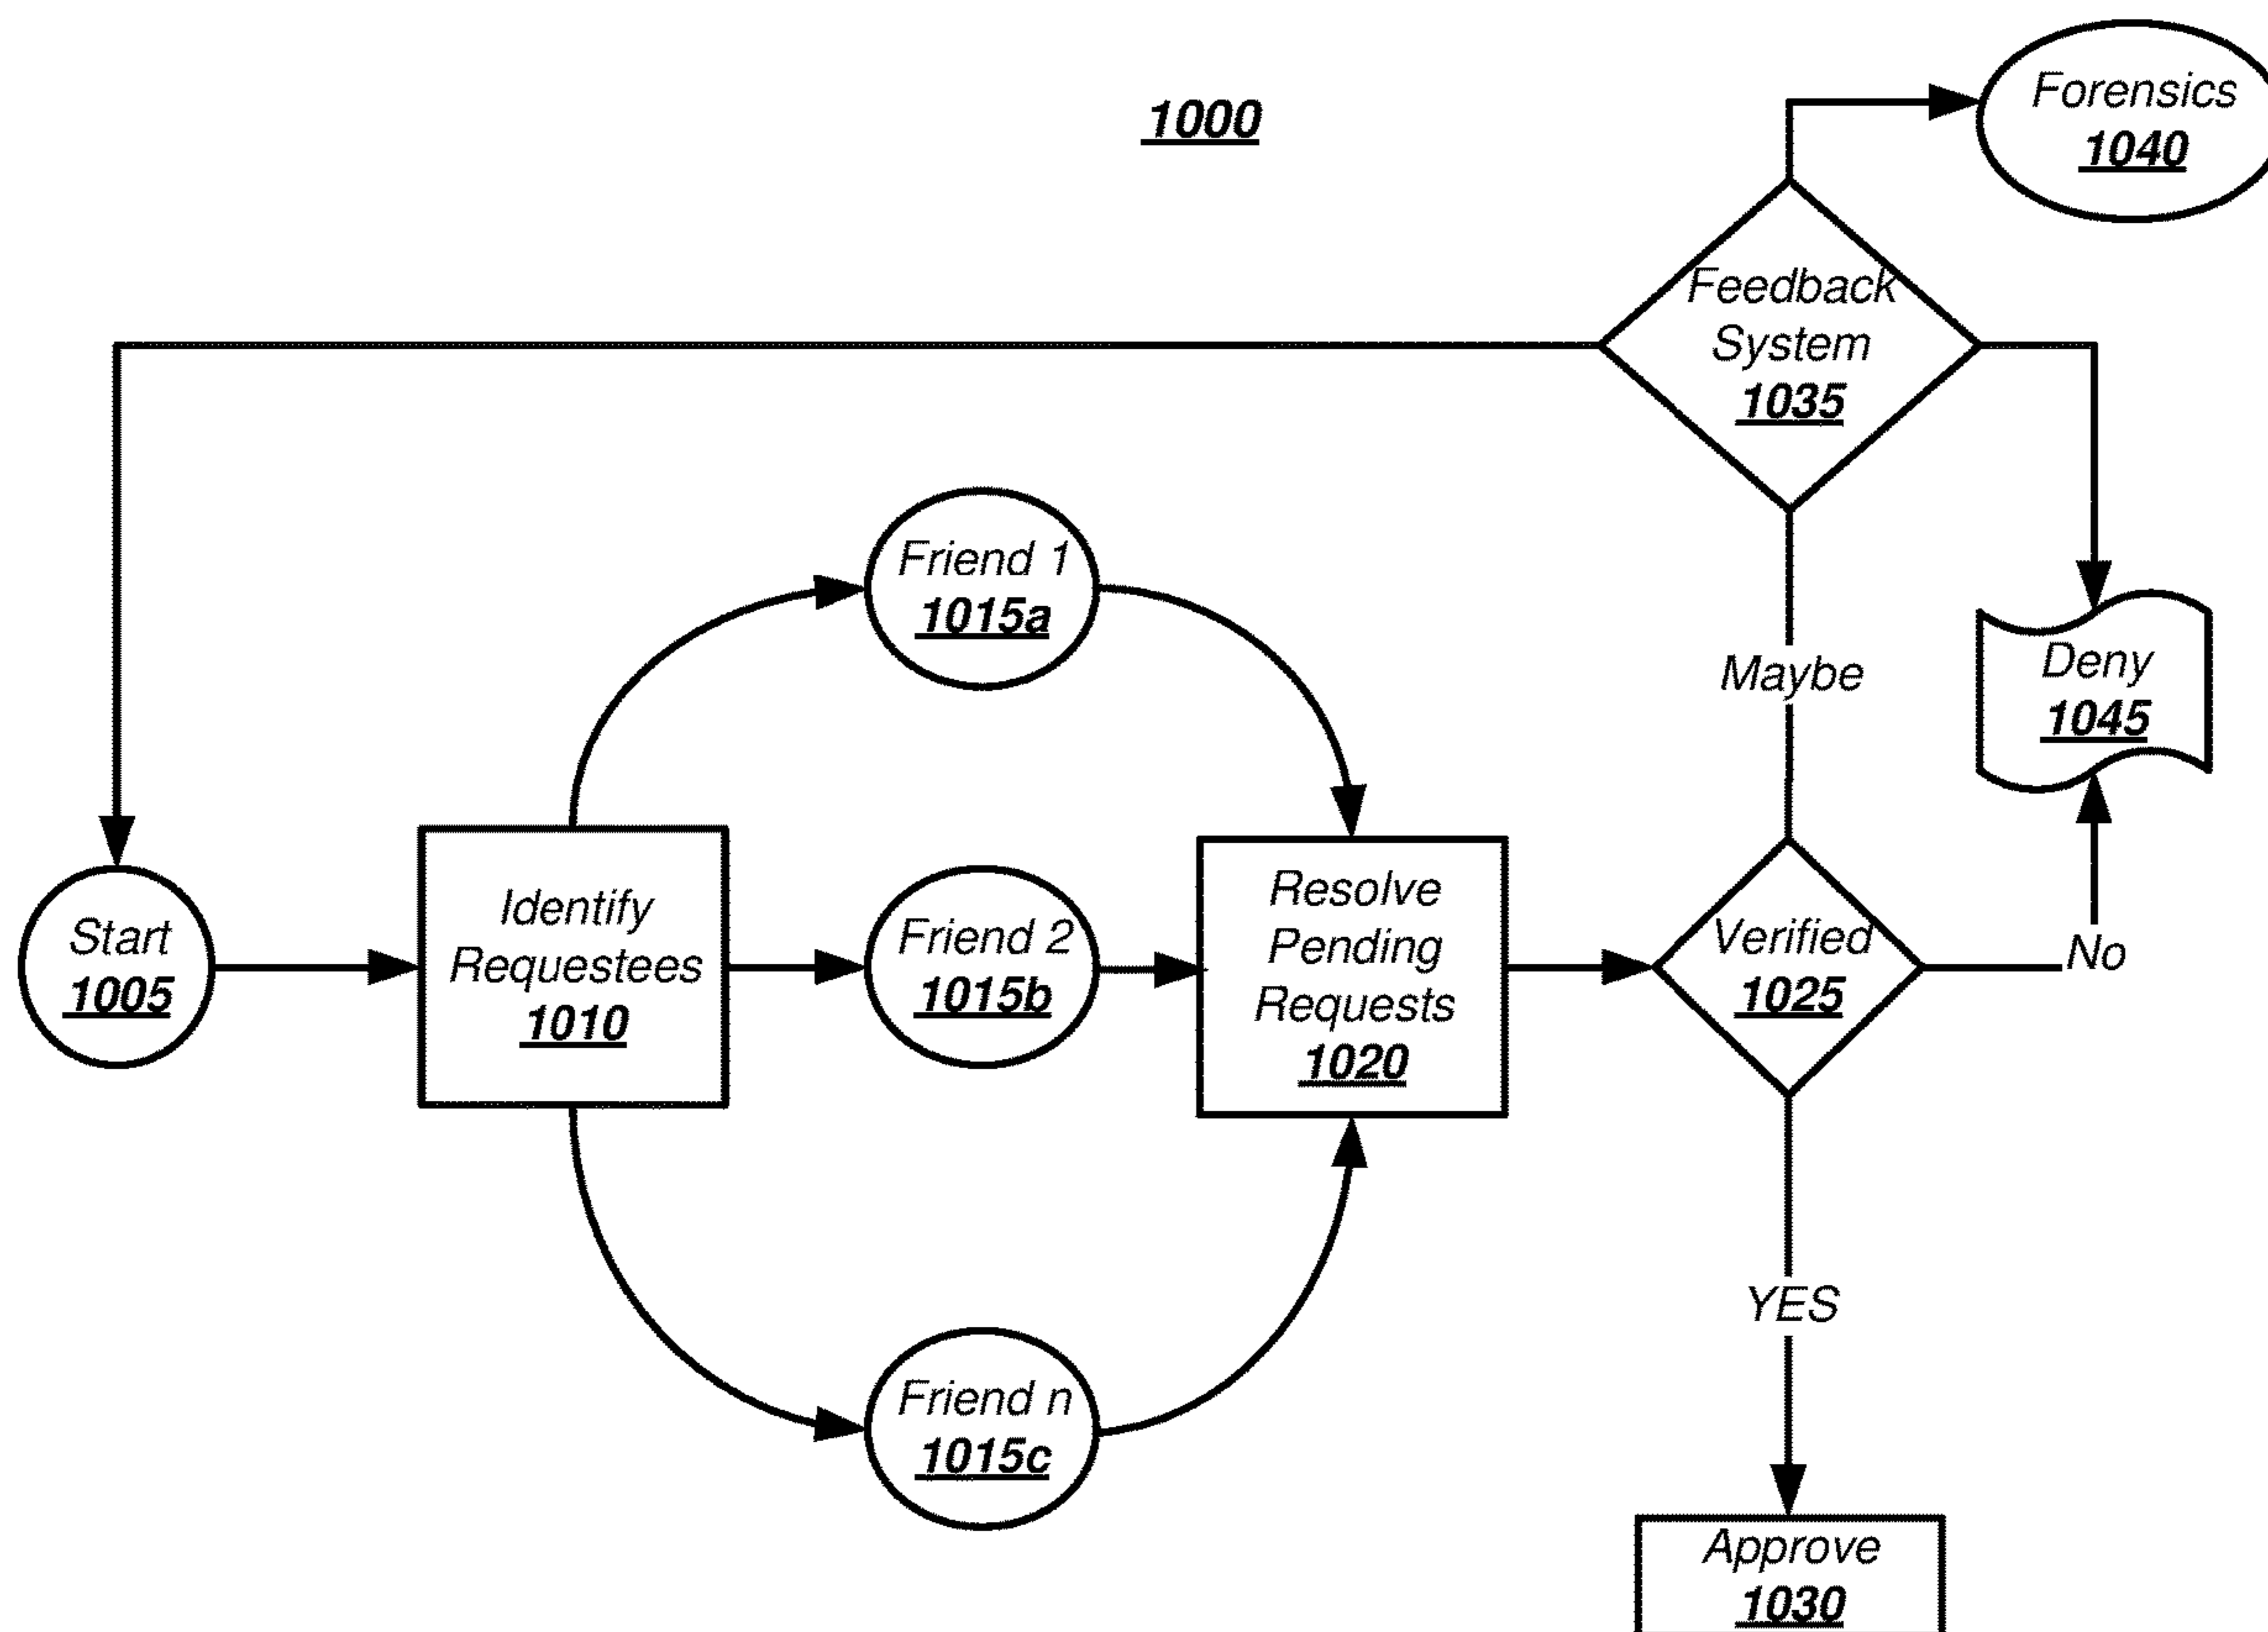 1000
Forensics
1040
Feedback
System
1035
Friend 1
1015a
Maybe
Deny
1045
Start
1005
Identify
Requestees
1010
Friend 2
1015b
Resolve
Pending
Requests
1020
Verified
1025
No
YES
Friend n
1015c
Approve
1030